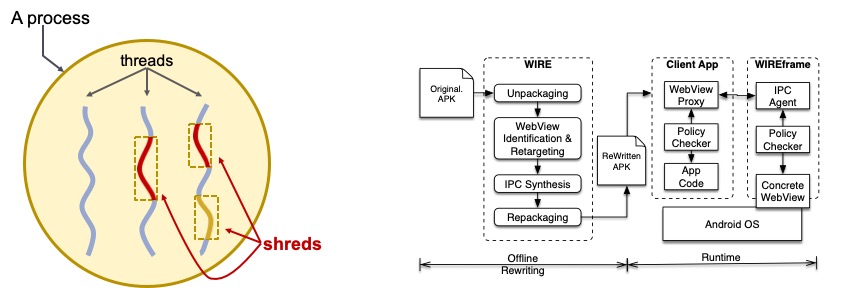 A process
threads
shreds
WIRE
Original.
APK
Unpackaging
WebView
Identification &
Retargeting
IPC Synthesis
Repackaging
ReWritten
APK
Client App
WebView
Proxy
Policy
Checker
App
Code
WIREframe
IPC
Agent
Policy
Checker
Concrete
WebView
Android OS
Offline
Rewriting
Runtime